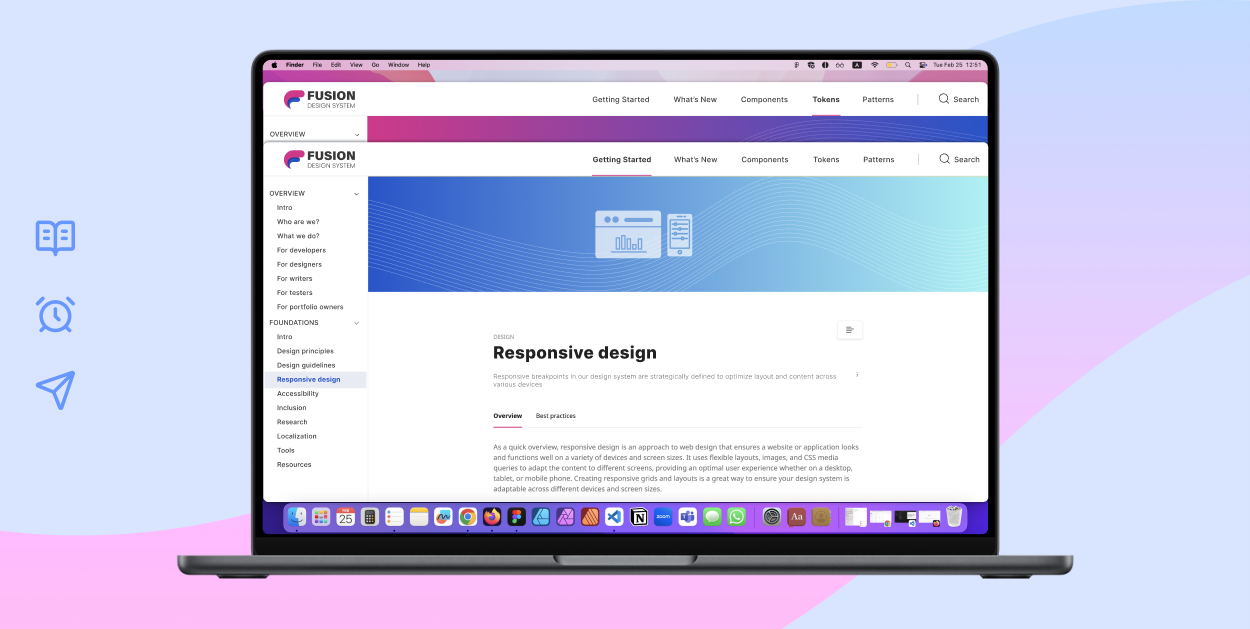 Finder File Edit View Go Window Help
Tue Feb 25 12:51
FUSION
DESIGN SYSTEM
Getting Started What's New Components Tokens Patterns Search
OVERVIEW
FUSION
DESIGN SYSTEM
Getting Started What's New Components Tokens Patterns Search
OVERVIEW
Intro
Who are we?
What we do?
For developers
For designers
For writers
For testers
For portfolio owners
FOUNDATIONS
Intro
Design principles
Design guidelines
Responsive design
Accessibility
Inclusion
Research
Localization
Tools
Resources
DESIGN
Responsive design
Responsive breakpoints in our design system are strategically defined to optimize layout and content across
various devices
Overview Best practices
As a quick overview, responsive design is an approach to web design that ensures a website or application looks
and functions well on a variety of devices and screen sizes. It uses flexible layouts, images, and CSS media
queries to adapt the content to different screens, providing an optimal user experience whether on a desktop,
tablet, or mobile phone. Creating responsive grids and layouts is a great way to ensure your design system is
adaptable across different devices and screen sizes.
FEB
25
zoom
Aa